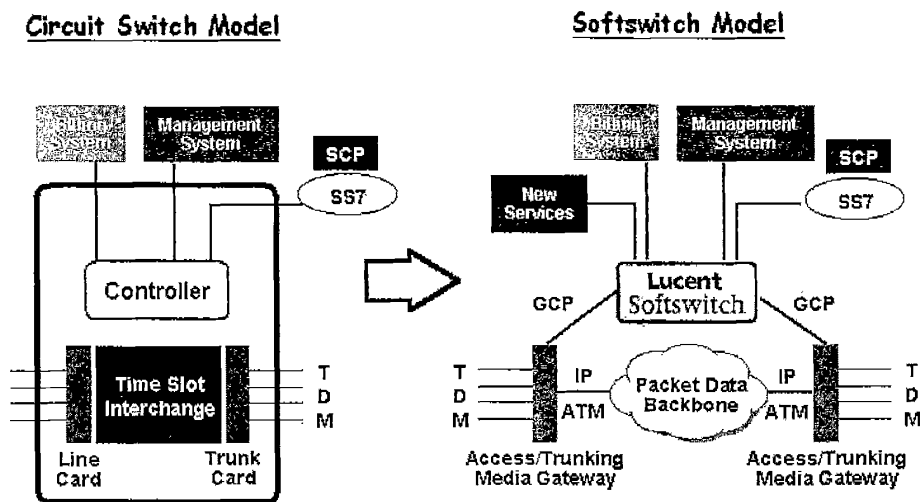 Circuit Switch Model
Billing
System
Management
System
SCP
SS7
Controller
Time Slot
Interchange
T
D
M
Line
Card
Trunk
Card
Softswitch Model
Billing
System
Management
System
SCP
SS7
New
Services
Lucent
Softswitch
GCP
GCP
T
D
M
IP
ATM
Packet Data
Backbone
IP
ATM
T
D
M
Access/Trunking
Media Gateway
Access/Trunking
Media Gateway